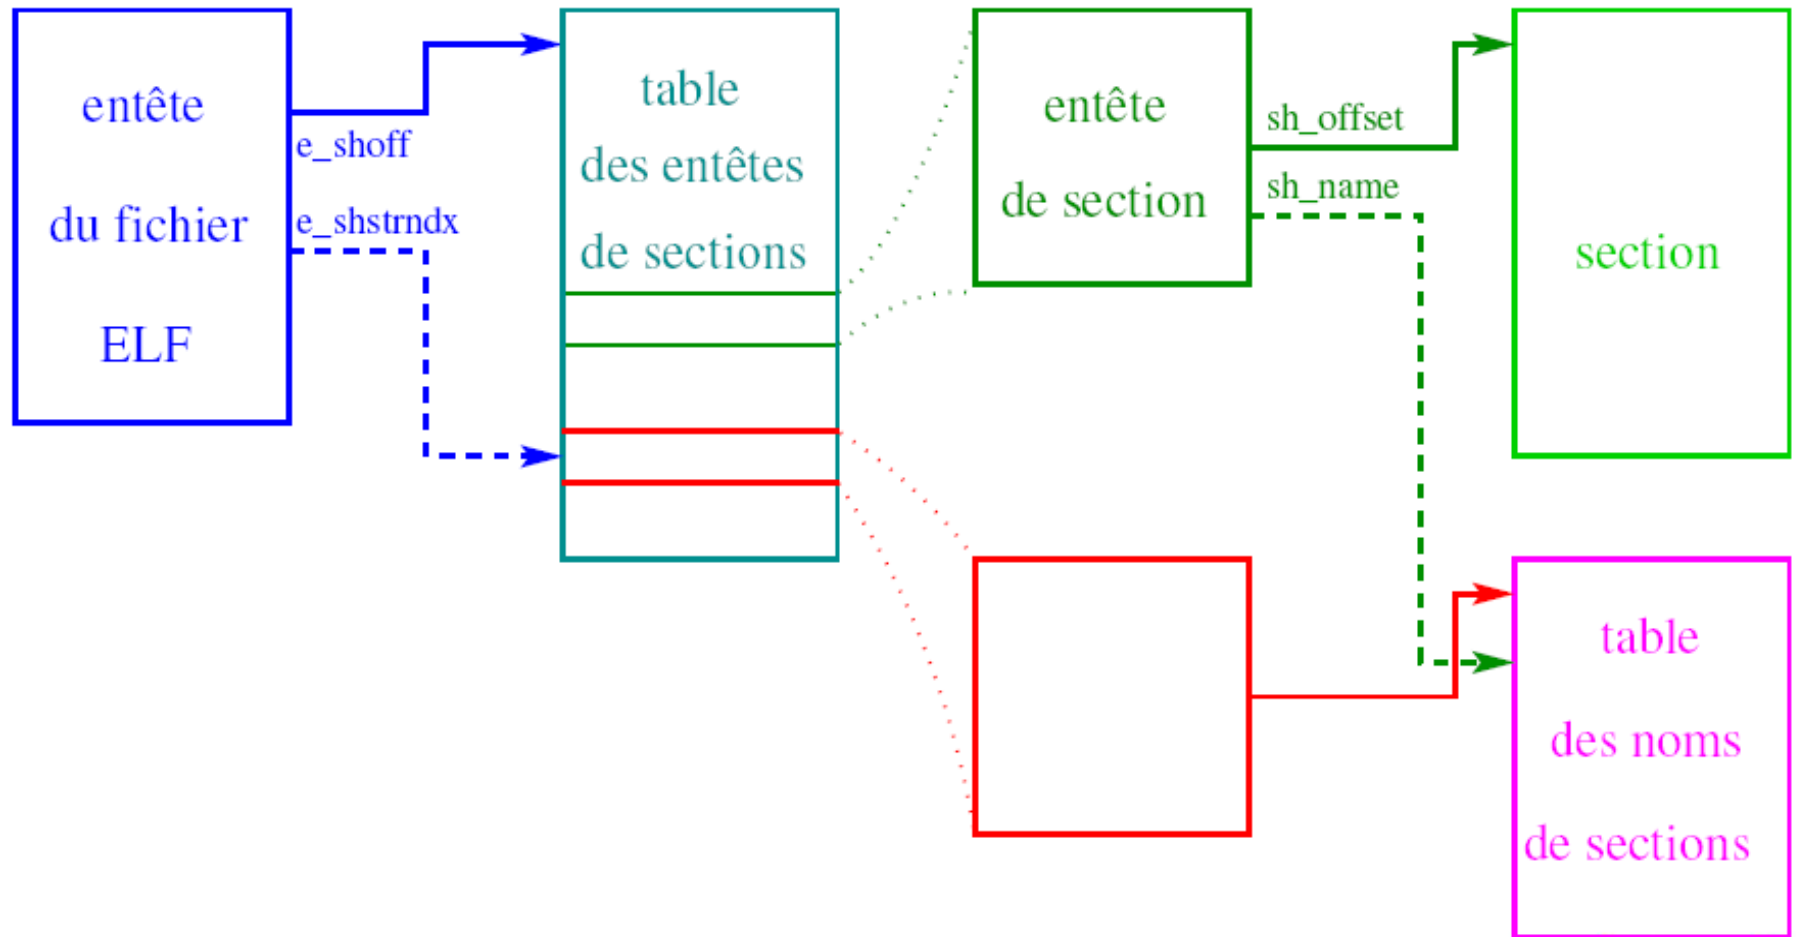 entête
du fichier
ELF
e_shoff
e_shstrndx
table
des entêtes
de sections
entête
de section
sh_offset
sh_name
section
table
des noms
de sections